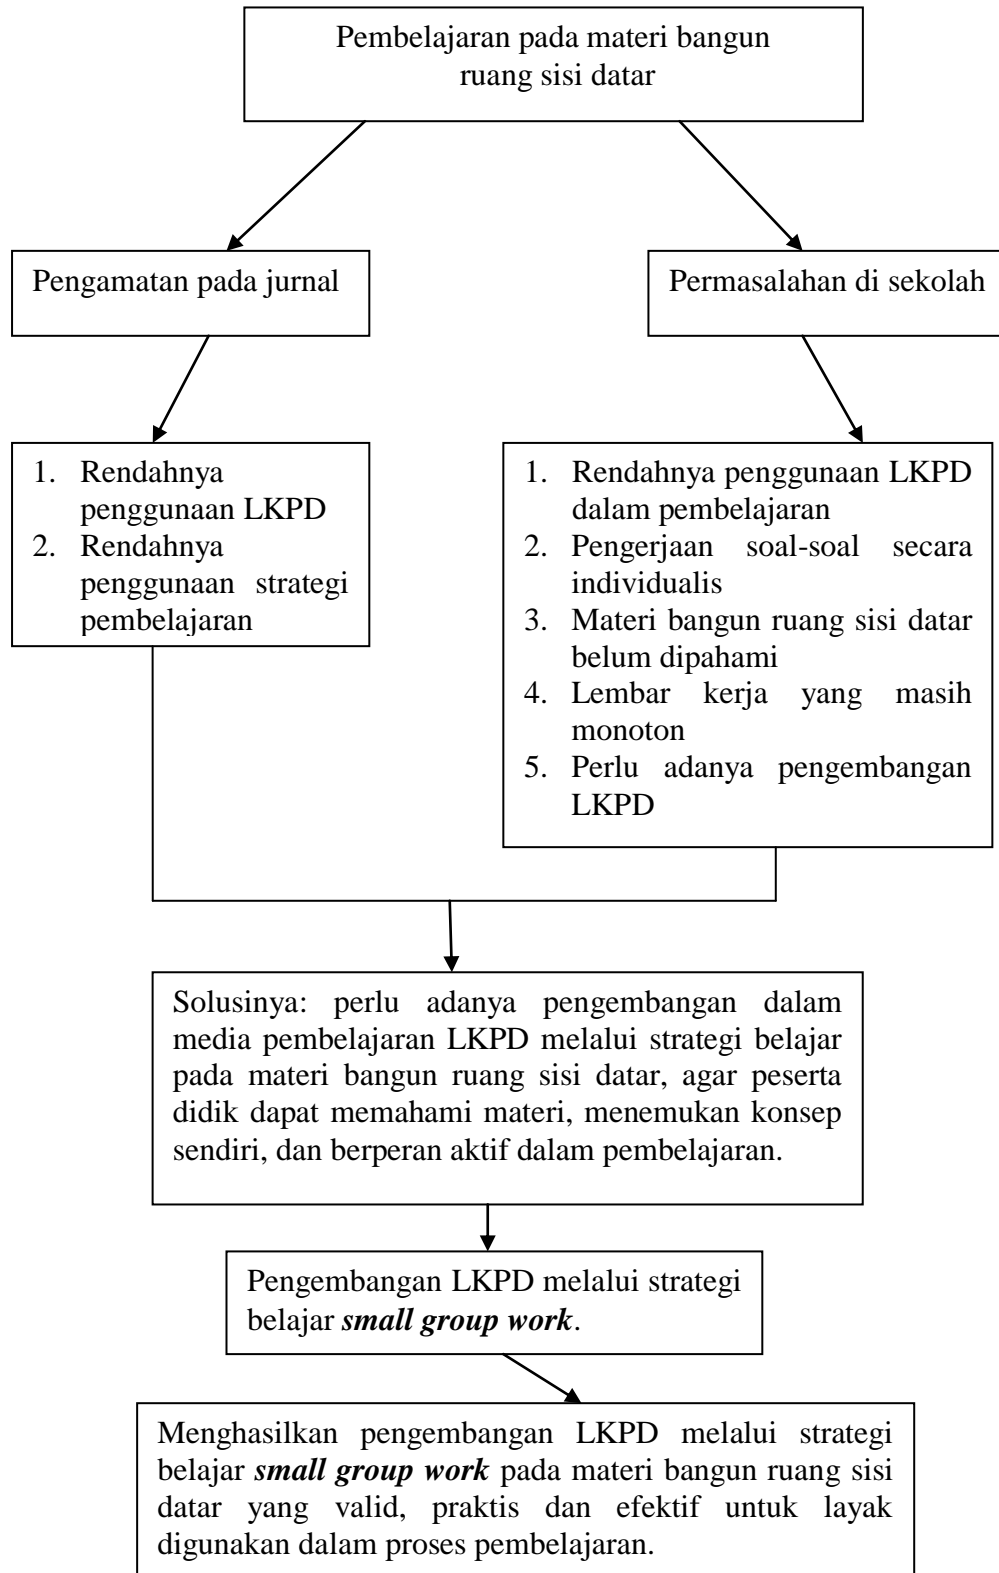 Pembelajaran pada materi bangun
ruang sisi datar
Pengamatan pada jurnal
Permasalahan di sekolah
1. Rendahnya
penggunaan LKPD
2. Rendahnya
penggunaan strategi
pembelajaran
1. Rendahnya penggunaan LKPD
dalam pembelajaran
2. Pengerjaan soal-soal secara
individualis
3. Materi bangun ruang sisi datar
belum dipahami
4. Lembar kerja yang masih
monoton
5. Perlu adanya pengembangan
LKPD
Solusinya: perlu adanya pengembangan dalam
media pembelajaran LKPD melalui strategi belajar
pada materi bangun ruang sisi datar, agar peserta
didik dapat memahami materi, menemukan konsep
sendiri, dan berperan aktif dalam pembelajaran.
Pengembangan LKPD melalui strategi
belajar small group work.
Menghasilkan pengembangan LKPD melalui strategi
belajar small group work pada materi bangun ruang sisi
datar yang valid, praktis dan efektif untuk layak
digunakan dalam proses pembelajaran.